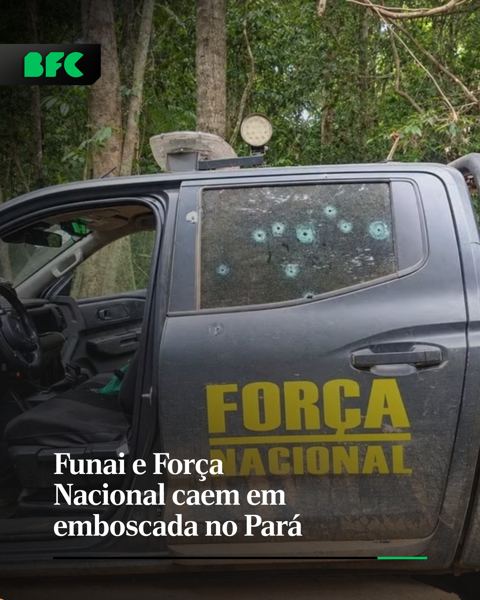 BFC
FORÇA
NACIONAL
Funai e Força
Nacional caem em
emboscada no Pará